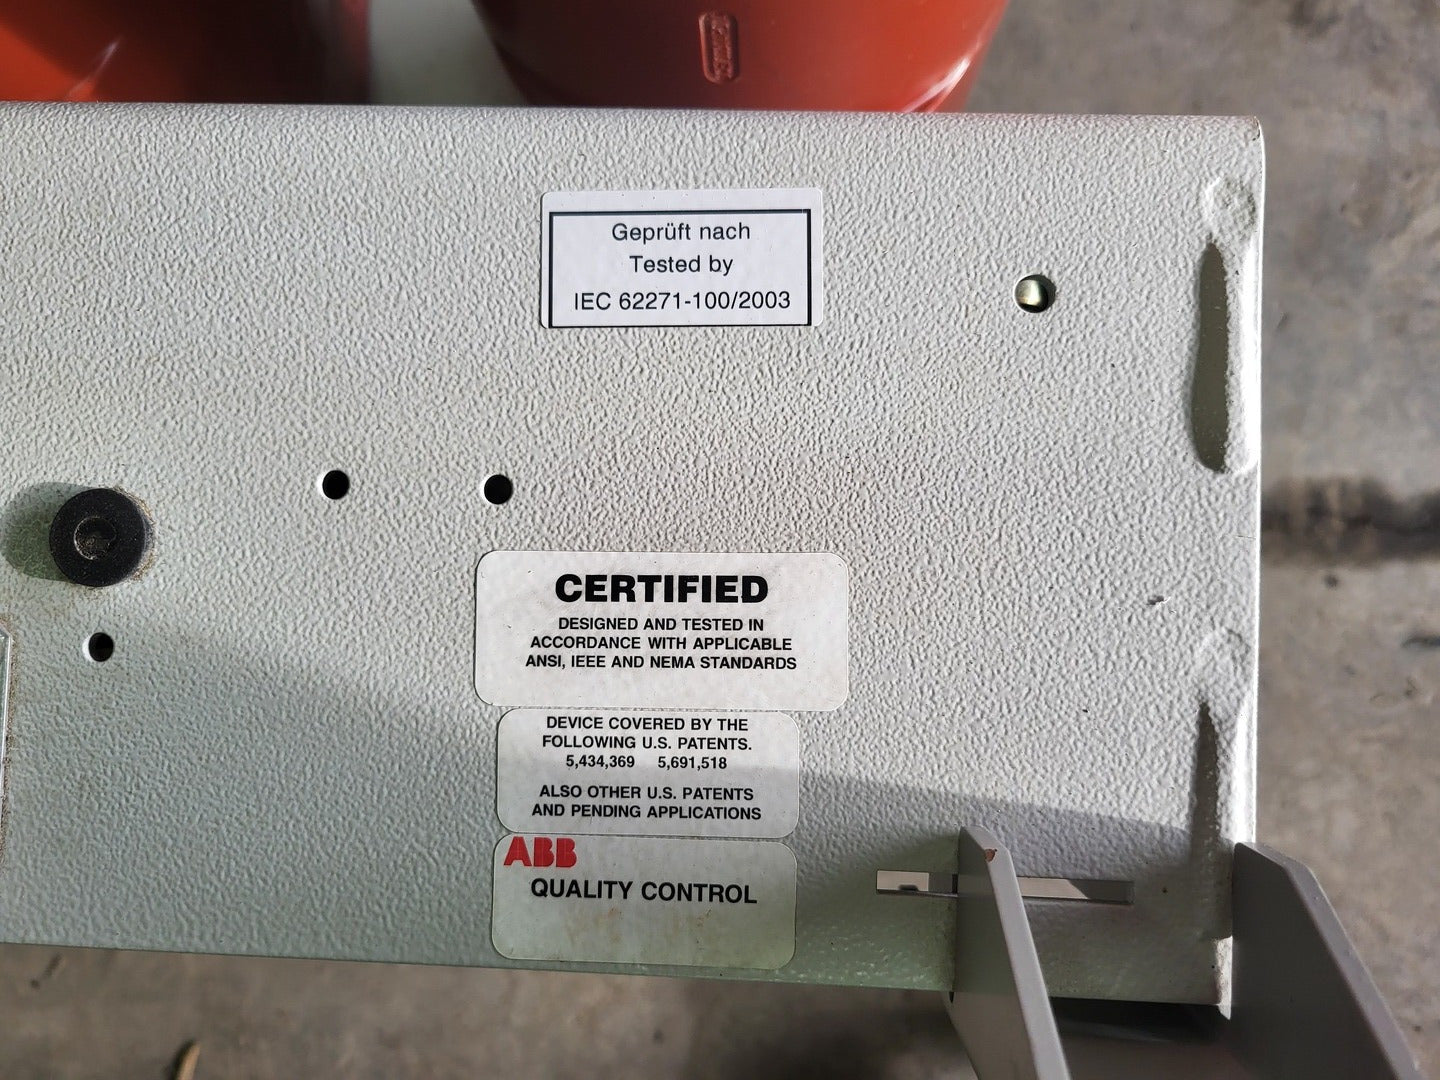 Geprüft nach
Tested by
IEC 62271-100/2003
CERTIFIED
DESIGNED AND TESTED IN
ACCORDANCE WITH APPLICABLE
ANSI, IEEE AND NEMA STANDARDS
DEVICE COVERED BY THE
FOLLOWING U.S. PATENTS.
5,434,369 5,691,518
ALSO OTHER U.S. PATENTS
AND PENDING APPLICATIONS
ABB
QUALITY CONTROL